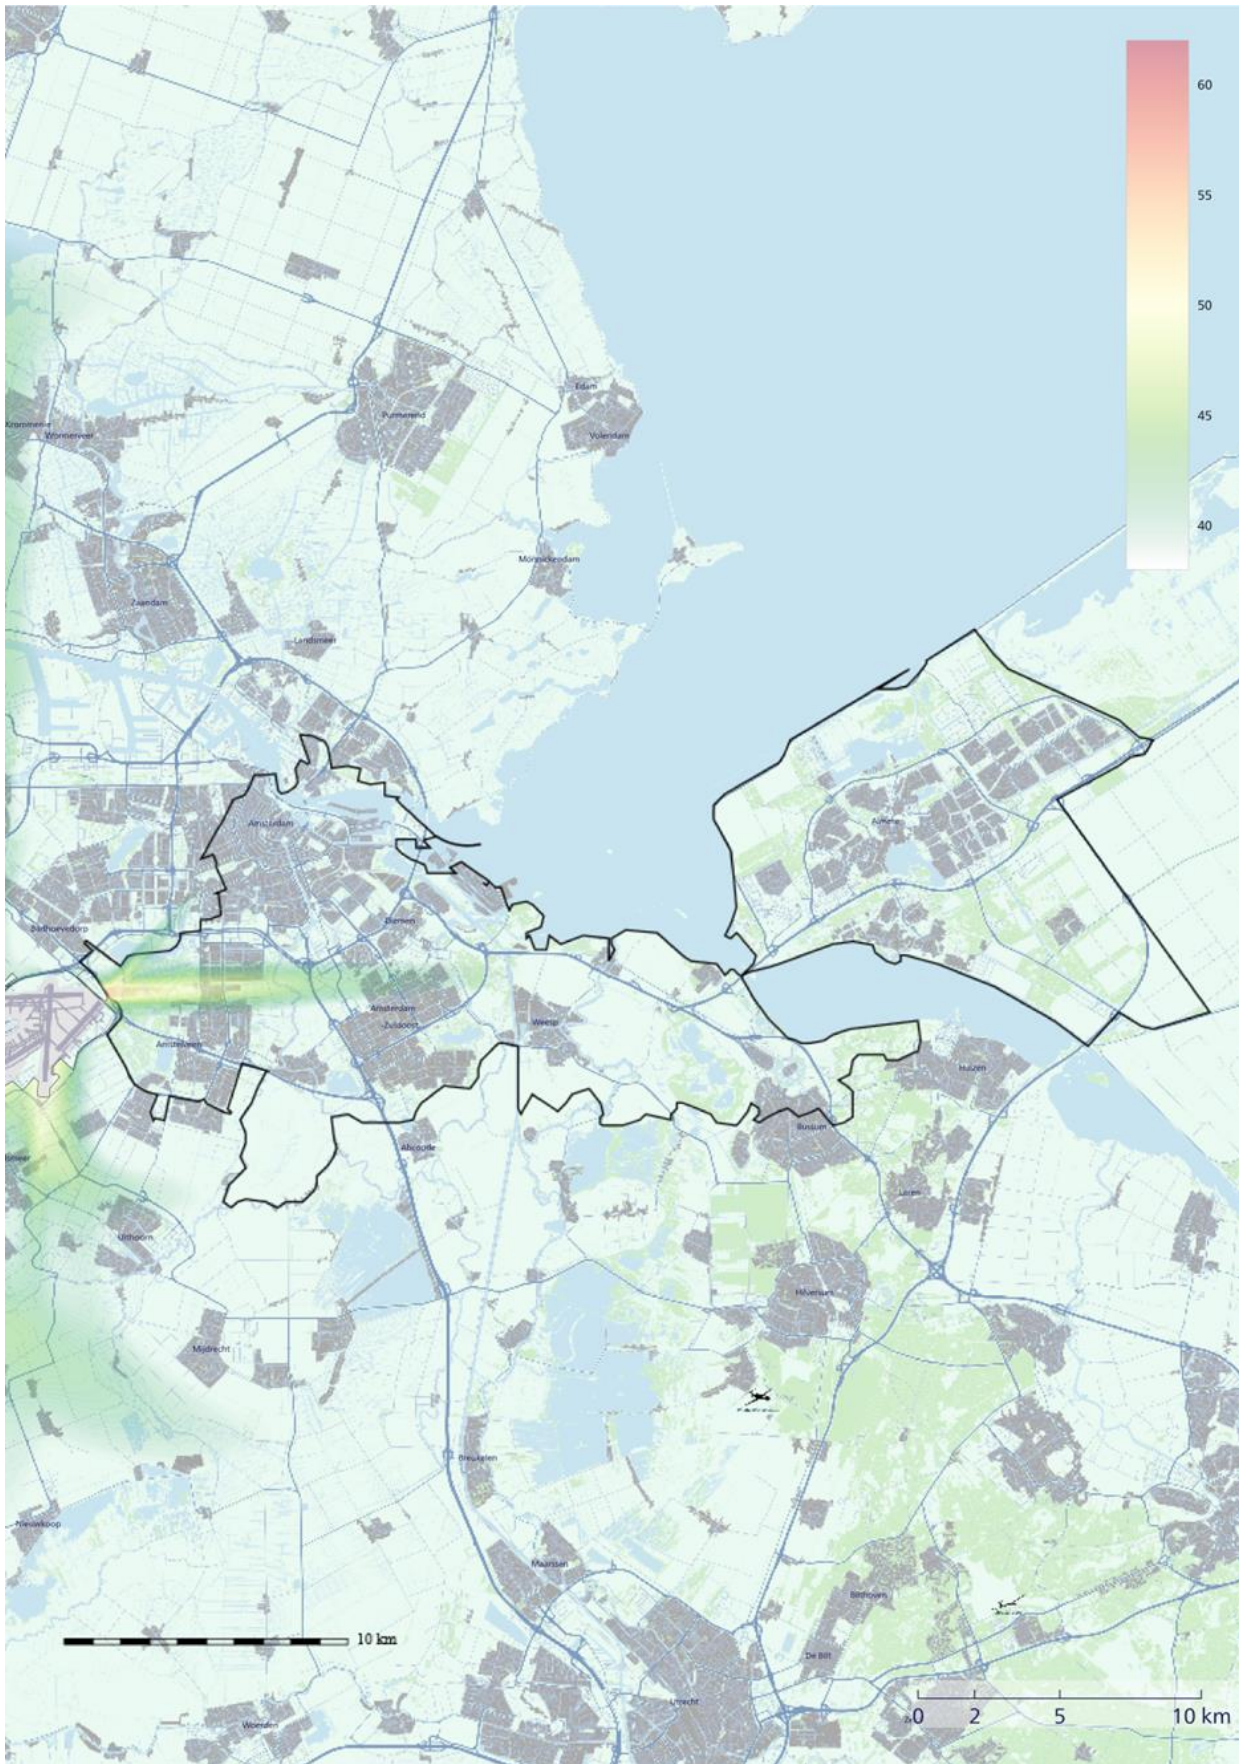 60
55
50
45
40
Edam
Purmerend
Volendam
Krommenie
Wormerveer
Monnickendam
Zaandam
Landsmeer
Amsterdam
Almere
Diemen
Badhoevedorp
Amsterdam
-Zuidoost
Weesp
Amstelveen
Huizen
Bussum
Abcoude
Laren
Uithoorn
Hilversum
Mijdrecht
Breukelen
Nieuwkoop
Maarssen
Bilthoven
10 km
De Bilt
Utrecht
Woerden
0 2 5 10 km